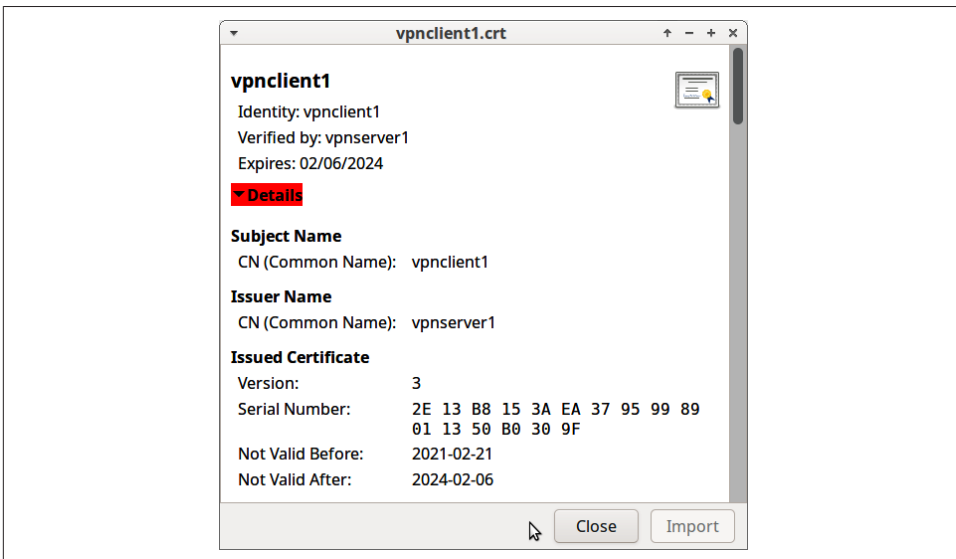 vpnclient1.crt
vpnclient1
Identity: vpnclient1
Verified by: vpnserver1
Expires: 02/06/2024
Details
Subject Name
CN (Common Name): vpnclient1
Issuer Name
CN (Common Name): vpnserver1
Issued Certificate
Version: 3
Serial Number: 2E 13 B8 15 3A EA 37 95 99 89
01 13 50 B0 30 9F
Not Valid Before: 2021-02-21
Not Valid After: 2024-02-06
Close Import